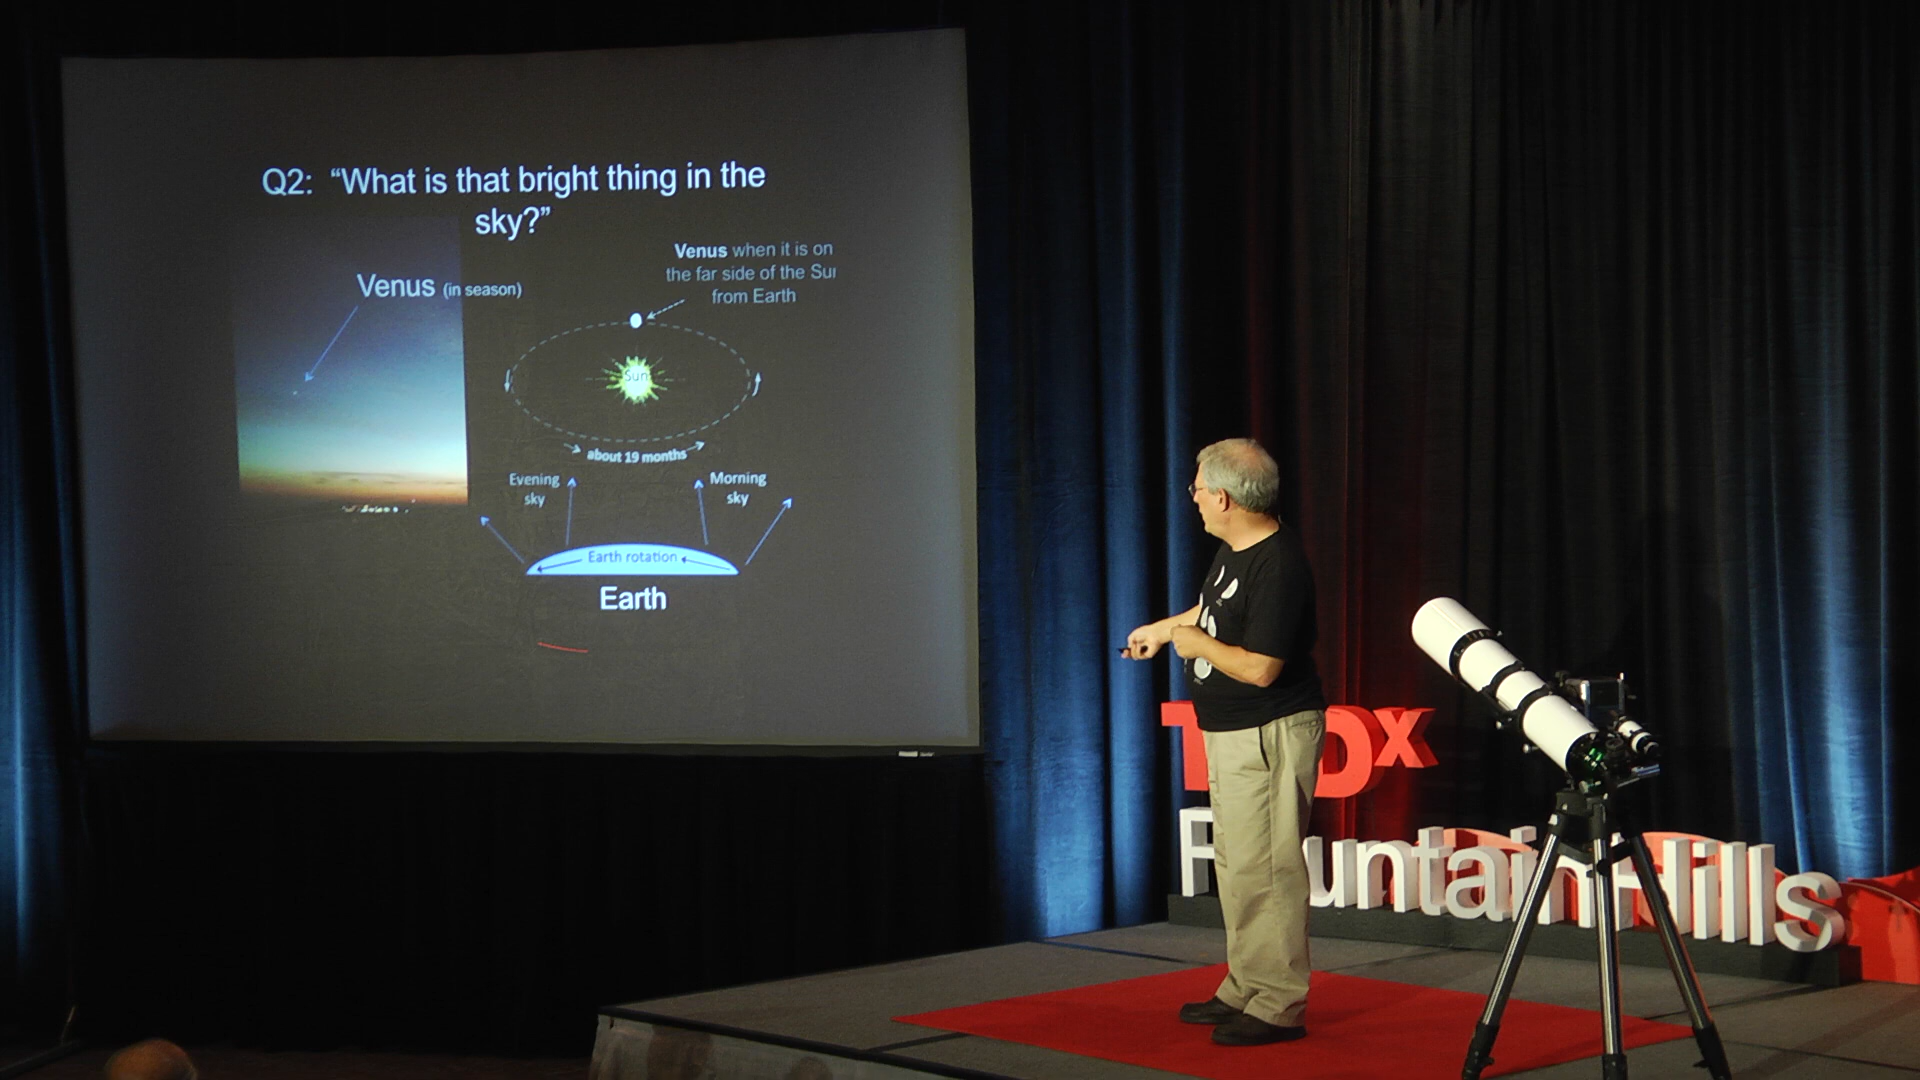 Q2: “What is that bright thing in the
sky?”
Venus (in season)
Venus when it is on
the far side of the Su
from Earth
Sun
about 19 months
Evening
sky
Morning
sky
Earth rotation
Earth
TEDx
Fountain Hills